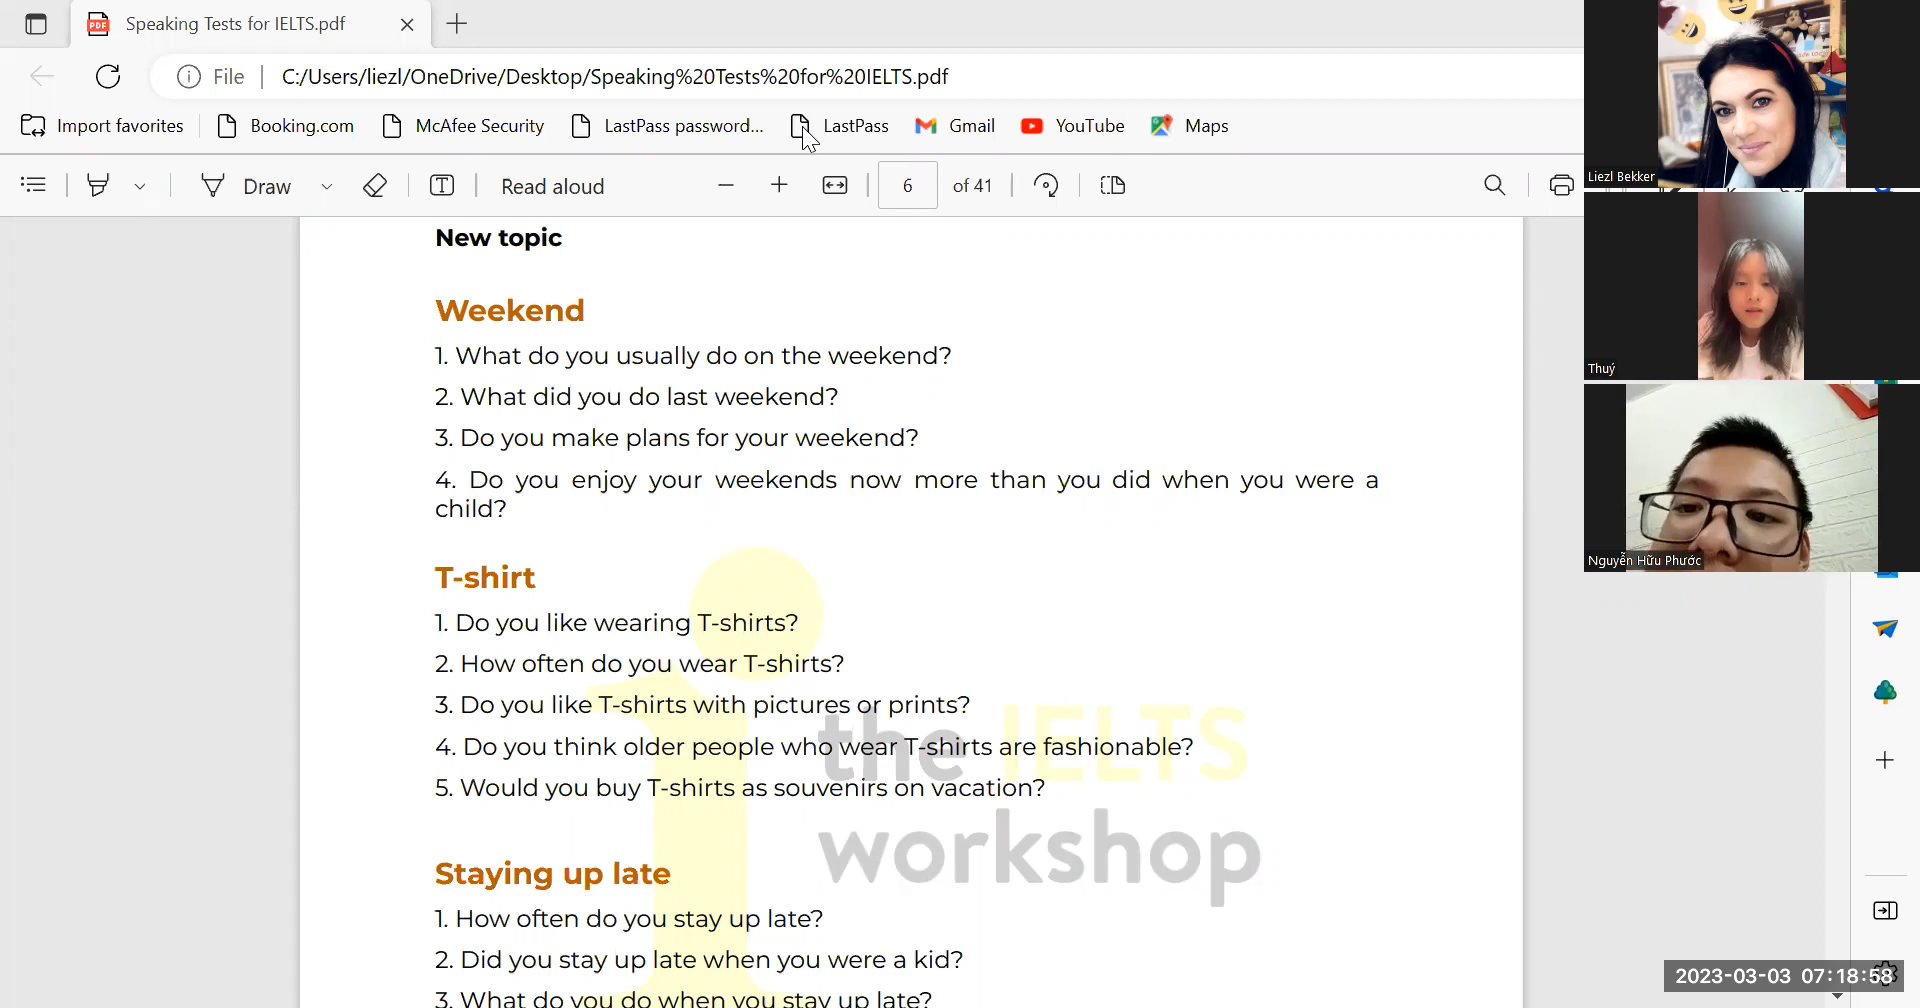 Speaking Tests for IELTS.pdf
File
C:/Users/liezl/OneDrive/Desktop/Speaking%20Tests%20for%20IELTS.pdf
Import favorites
Booking.com
McAfee Security
LastPass password...
LastPass
Gmail
YouTube
Maps
Draw
Read aloud
6
of 41
New topic
Weekend
1. What do you usually do on the weekend?
2. What did you do last weekend?
3. Do you make plans for your weekend?
4. Do you enjoy your weekends now more than you did when you were a
child?
T-shirt
1. Do you like wearing T-shirts?
2. How often do you wear T-shirts?
3. Do you like T-shirts with pictures or prints?
4. Do you think older people who wear T-shirts are fashionable?
5. Would you buy T-shirts as souvenirs on vacation?
the IELTS
workshop
Staying up late
1. How often do you stay up late?
2. Did you stay up late when you were a kid?
3. What do you do when you stay up late?
Liezl Bekker
Thuý
Nguyễn Hữu Phước
2023-03-03 07:18:58